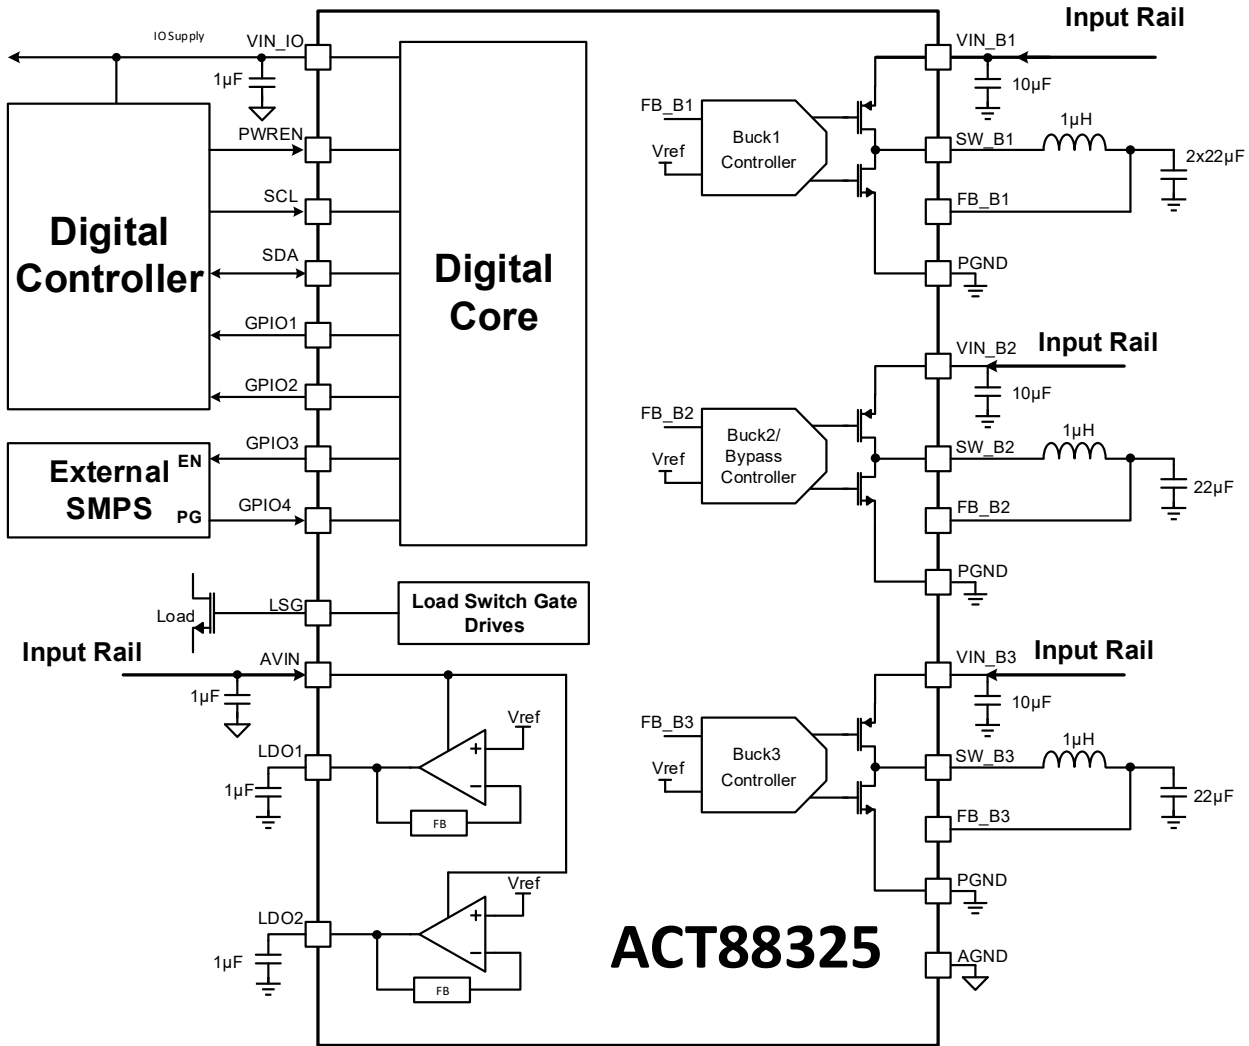 Input Rail
IO Supply
VIN_IO
VIN_B1
1µF
10µF
FB_B1
1µH
PWREN
Buck1
Controller
SW_B1
Vref
2x22µF
SCL
FB_B1
Digital
Controller
SDA
Digital
Core
PGND
GPIO1
VIN_B2
Input Rail
GPIO2
10µF
FB_B2
1µH
Buck2/
Bypass
Controller
SW_B2
GPIO3
External
SMPS
EN
Vref
22µF
PG
GPIO4
FB_B2
PGND
LSG
Load
Load Switch Gate
Drives
Input Rail
AVIN
VIN_B3
Input Rail
1µF
10µF
Vref
FB_B3
1µH
LDO1
+
Buck3
Controller
SW_B3
Vref
−
1µF
22µF
FB
FB_B3
Vref
PGND
LDO2
+
ACT88325
−
1µF
AGND
FB